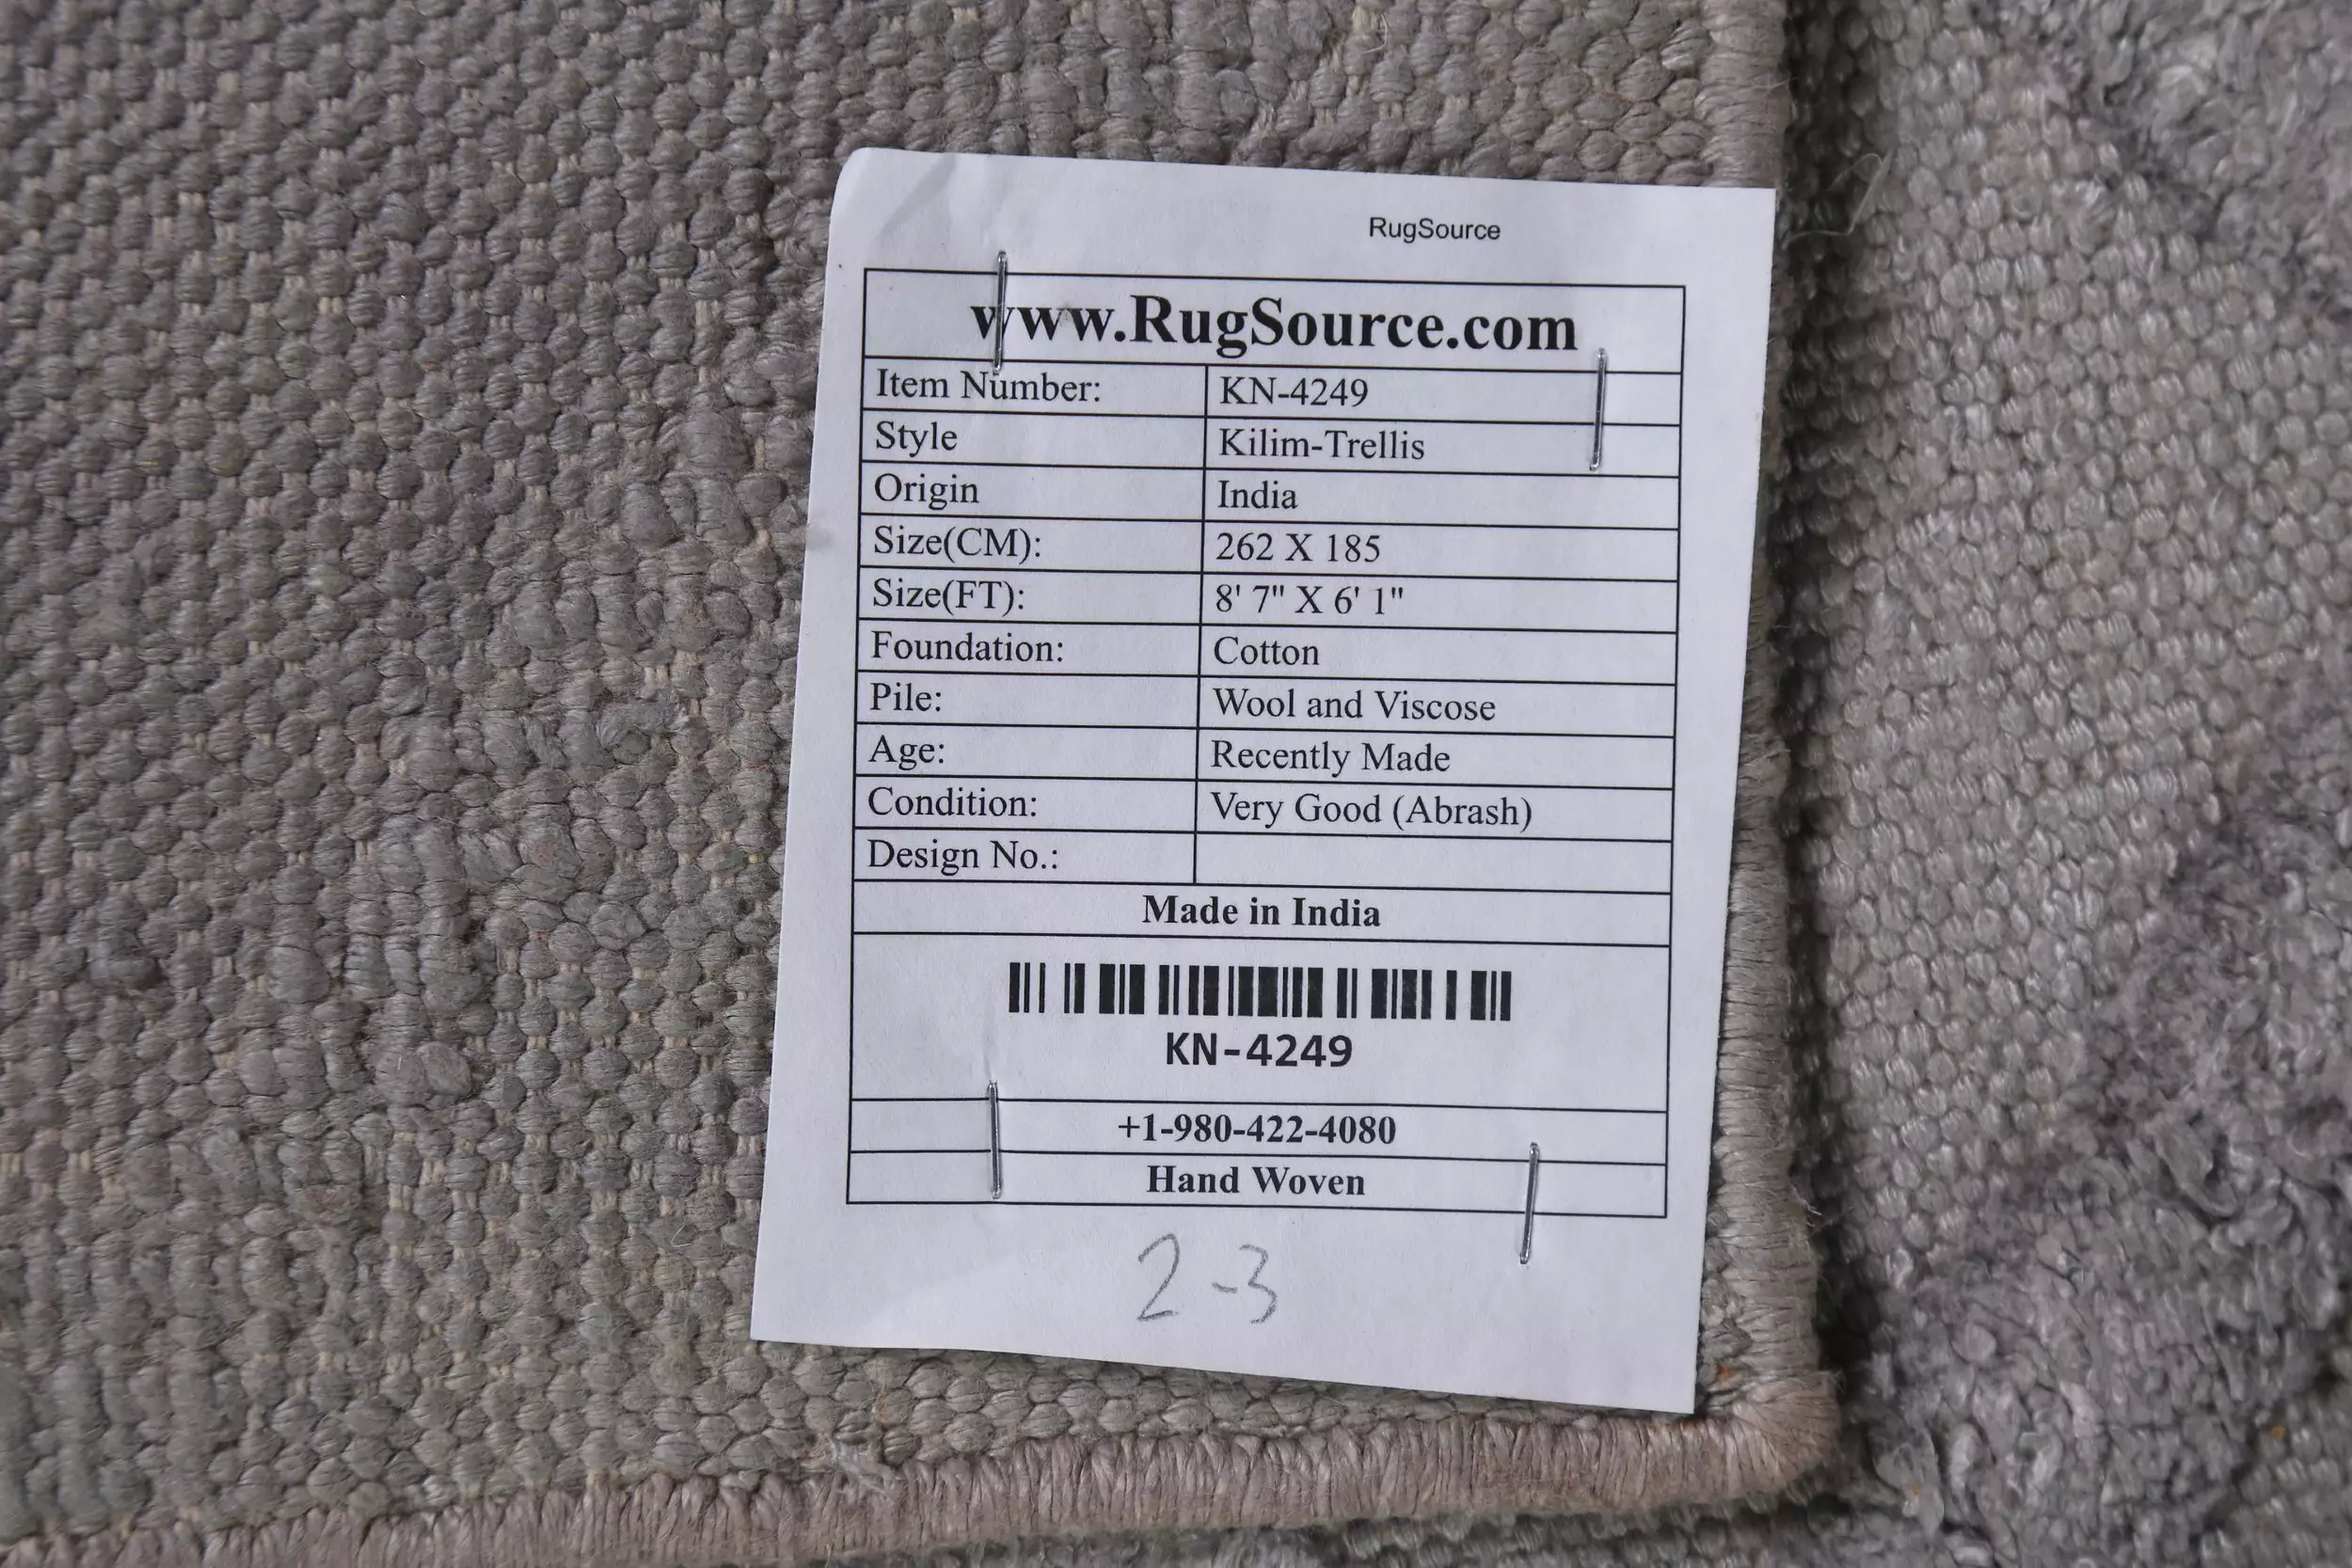 RugSource
www.RugSource.com
Item Number: KN-4249
Style Kilim-Trellis
Origin India
Size(CM): 262 X 185
Size(FT): 8' 7" X 6' 1"
Foundation: Cotton
Pile: Wool and Viscose
Age: Recently Made
Condition: Very Good (Abrash)
Design No.:
Made in India
KN-4249
+1-980-422-4080
Hand Woven
2-3